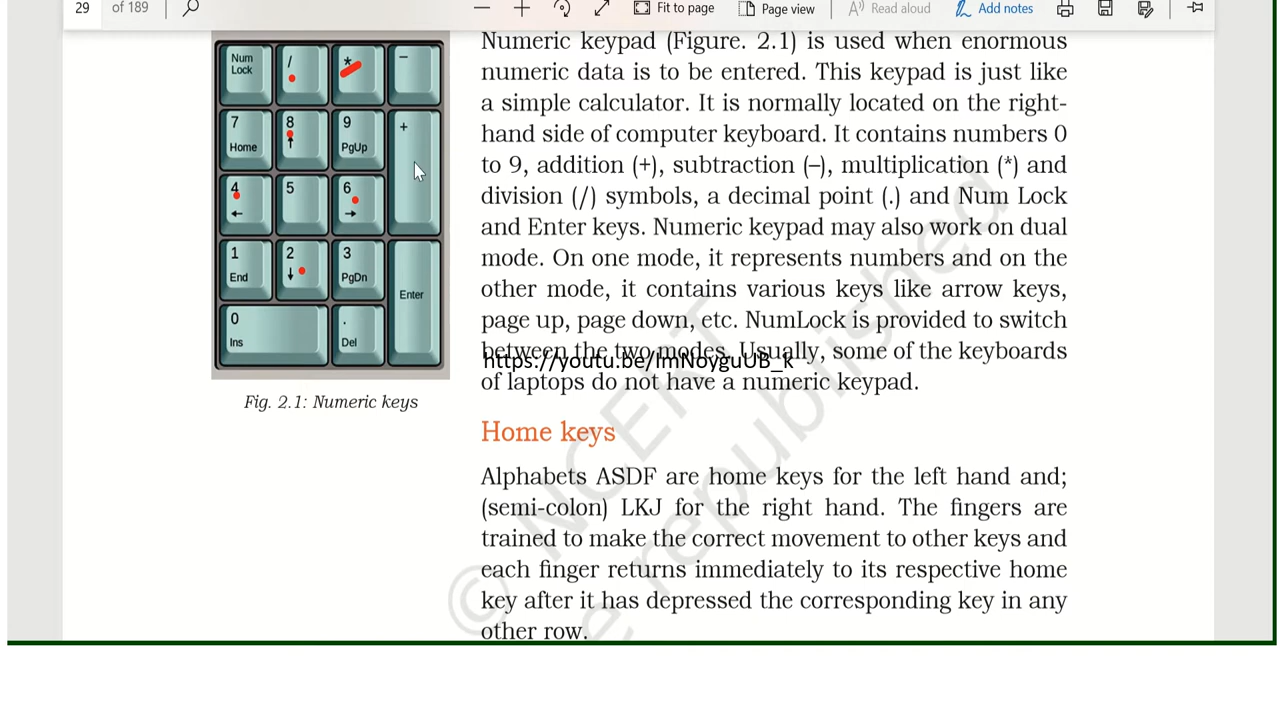 29 of 189 Fit to page Page view Read aloud Add notes
Num Lock / * -
7 Home 8 ↑ 9 PgUp +
4 ← 5 6 →
1 End 2 ↓ 3 PgDn Enter
0 Ins . Del
Fig. 2.1: Numeric keys
Numeric keypad (Figure. 2.1) is used when enormous
numeric data is to be entered. This keypad is just like
a simple calculator. It is normally located on the right-
hand side of computer keyboard. It contains numbers 0
to 9, addition (+), subtraction (–), multiplication (*) and
division (/) symbols, a decimal point (.) and Num Lock
and Enter keys. Numeric keypad may also work on dual
mode. On one mode, it represents numbers and on the
other mode, it contains various keys like arrow keys,
page up, page down, etc. NumLock is provided to switch
between the two modes. Usually, some of the keyboards
of laptops do not have a numeric keypad.
Home keys
Alphabets ASDF are home keys for the left hand and;
(semi-colon) LKJ for the right hand. The fingers are
trained to make the correct movement to other keys and
each finger returns immediately to its respective home
key after it has depressed the corresponding key in any
other row.
© NCERT
e republished